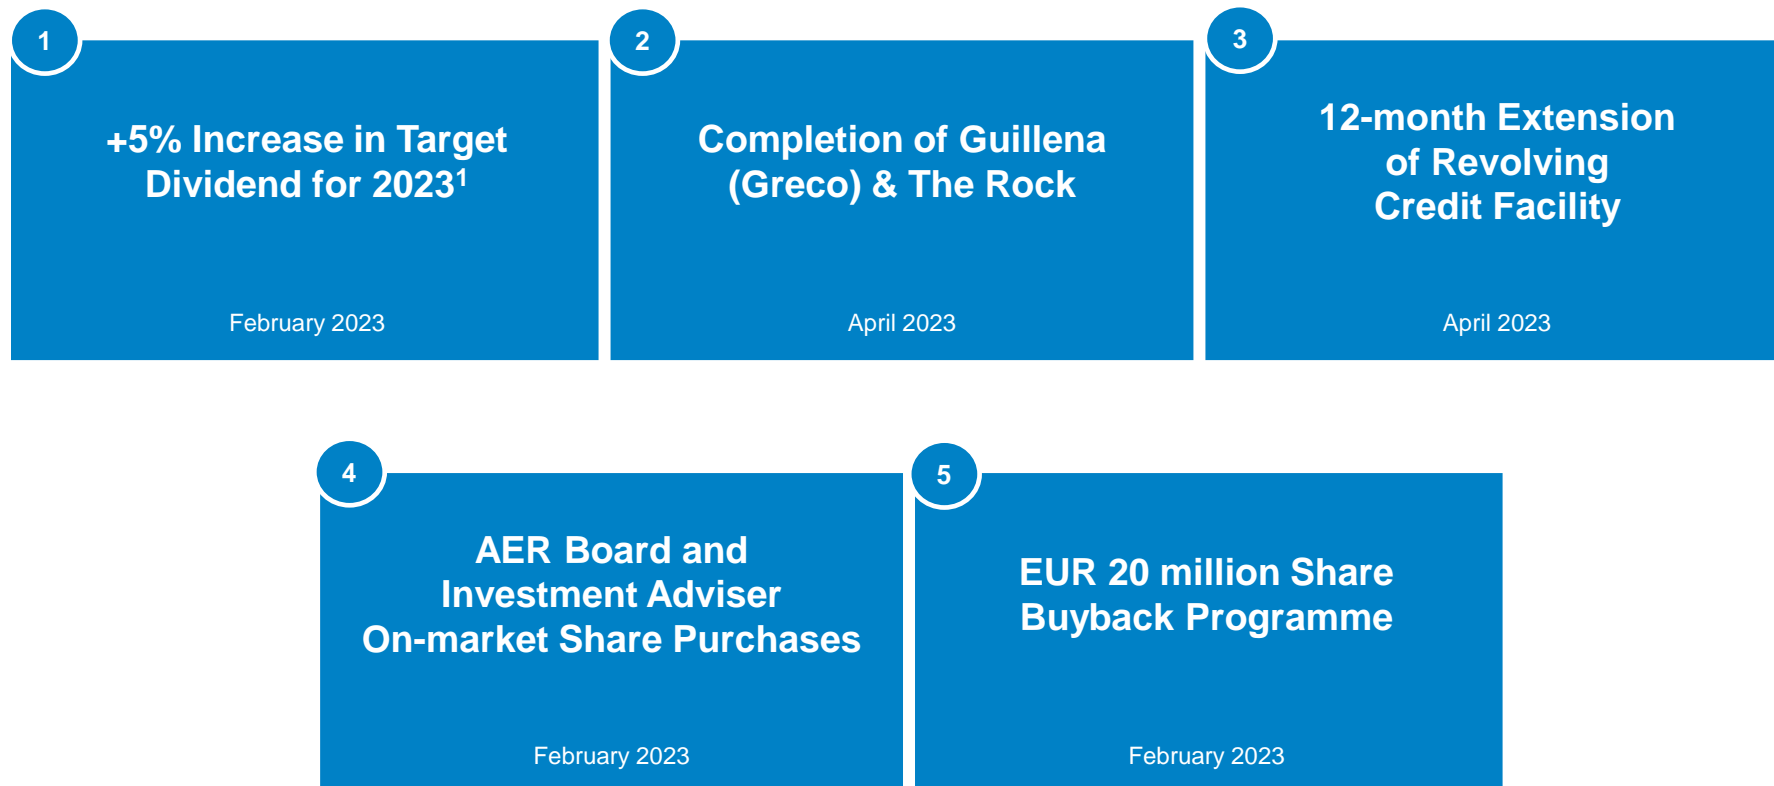 1
+5% Increase in Target
Dividend for 2023¹
February 2023
2
Completion of Guillena
(Greco) & The Rock
April 2023
3
12-month Extension
of Revolving
Credit Facility
April 2023
4
AER Board and
Investment Adviser
On-market Share Purchases
February 2023
5
EUR 20 million Share
Buyback Programme
February 2023